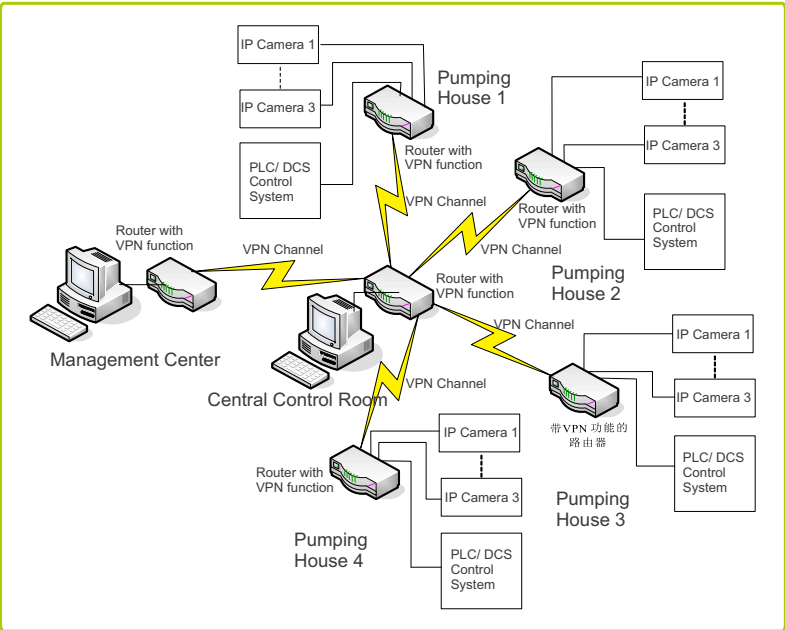 IP Camera 1
IP Camera 3
PLC/ DCS
Control
System
Pumping
House 1
Router with
VPN function
VPN Channel
IP Camera 1
IP Camera 3
PLC/ DCS
Control
System
Router with
VPN function
VPN Channel
Pumping
House 2
Router with
VPN function
VPN Channel
Management Center
Router with
VPN function
Central Control Room
VPN Channel
IP Camera 1
IP Camera 3
PLC/ DCS
Control
System
带VPN 功能的
路由器
Pumping
House 3
VPN Channel
Router with
VPN function
IP Camera 1
IP Camera 3
PLC/ DCS
Control
System
Pumping
House 4